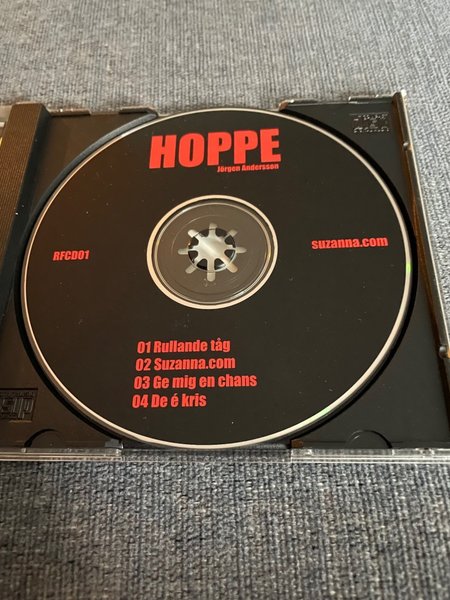 HOPPE
Jörgen Andersson
RFCD01
suzanna.com
01 Rullande tåg
02 Suzanna.com
03 Ge mig en chans
04 De é kris